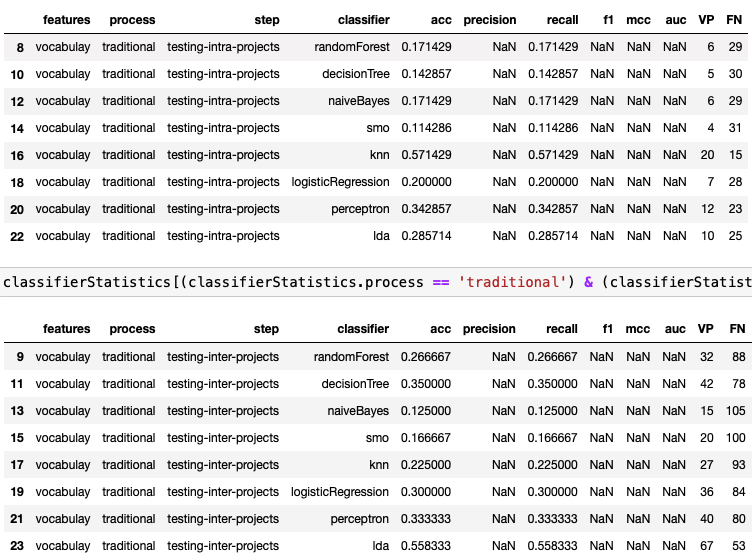 features process step classifier acc precision recall f1 mcc auc VP FN
8 vocabulay traditional testing-intra-projects randomForest 0.171429 NaN 0.171429 NaN NaN NaN 6 29
10 vocabulay traditional testing-intra-projects decisionTree 0.142857 NaN 0.142857 NaN NaN NaN 5 30
12 vocabulay traditional testing-intra-projects naiveBayes 0.171429 NaN 0.171429 NaN NaN NaN 6 29
14 vocabulay traditional testing-intra-projects smo 0.114286 NaN 0.114286 NaN NaN NaN 4 31
16 vocabulay traditional testing-intra-projects knn 0.571429 NaN 0.571429 NaN NaN NaN 20 15
18 vocabulay traditional testing-intra-projects logisticRegression 0.200000 NaN 0.200000 NaN NaN NaN 7 28
20 vocabulay traditional testing-intra-projects perceptron 0.342857 NaN 0.342857 NaN NaN NaN 12 23
22 vocabulay traditional testing-intra-projects lda 0.285714 NaN 0.285714 NaN NaN NaN 10 25
classifierStatistics[(classifierStatistics.process == 'traditional') & (classifierStatist
features process step classifier acc precision recall f1 mcc auc VP FN
9 vocabulay traditional testing-inter-projects randomForest 0.266667 NaN 0.266667 NaN NaN NaN 32 88
11 vocabulay traditional testing-inter-projects decisionTree 0.350000 NaN 0.350000 NaN NaN NaN 42 78
13 vocabulay traditional testing-inter-projects naiveBayes 0.125000 NaN 0.125000 NaN NaN NaN 15 105
15 vocabulay traditional testing-inter-projects smo 0.166667 NaN 0.166667 NaN NaN NaN 20 100
17 vocabulay traditional testing-inter-projects knn 0.225000 NaN 0.225000 NaN NaN NaN 27 93
19 vocabulay traditional testing-inter-projects logisticRegression 0.300000 NaN 0.300000 NaN NaN NaN 36 84
21 vocabulay traditional testing-inter-projects perceptron 0.333333 NaN 0.333333 NaN NaN NaN 40 80
23 vocabulay traditional testing-inter-projects lda 0.558333 NaN 0.558333 NaN NaN NaN 67 53